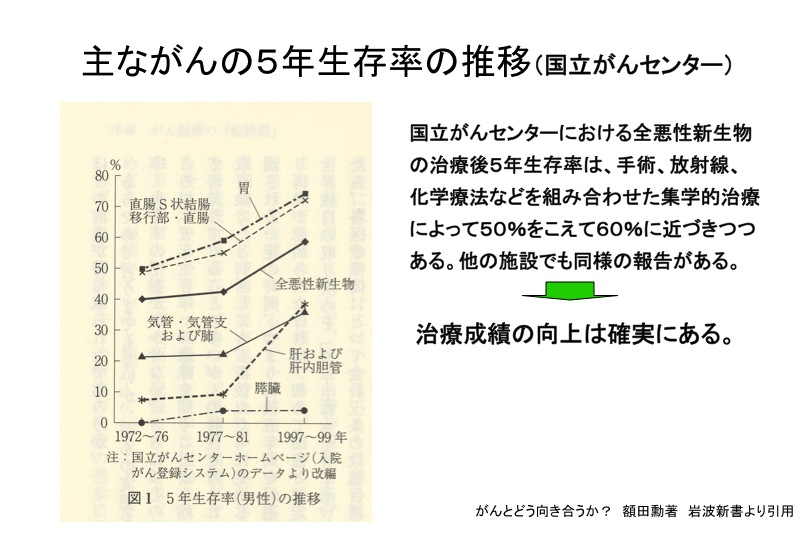 主ながんの５年生存率の推移（国立がんセンター）
国立がんセンターにおける全悪性新生物
の治療後５年生存率は、手術、放射線、
化学療法などを組み合わせた集学的治療
によって５０％をこえて６０％に近づきつつ
ある。他の施設でも同様の報告がある。
治療成績の向上は確実にある。
%
80
70
60
50
40
30
20
10
0
胃
直腸Ｓ状結腸
移行部・直腸
全悪性新生物
気管・気管支
および肺
肝および
肝内胆管
膵臓
1972～76
1977～81
1997～99 年
注：国立がんセンターホームページ（入院
がん登録システム）のデータより改編
図１　５年生存率（男性）の推移
がんとどう向き合うか？　額田勲著　岩波新書より引用